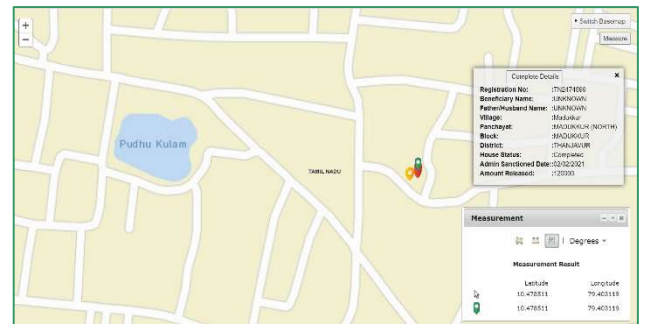 +
−
Switch Basemap
Measure
Complete Details ×
Registration No:
Beneficiary Name: :UNKNOWN
Father/Husband Name: :UNKNOWN
Village: :Madukkur
Panchayat: :MADUKKUR (NORTH)
Block: :MADUKKUR
District: :THANJAVUR
House Status: :Completed
Admin Sanctioned Date: :02/02/2021
Amount Released: :120000
Pudhu Kulam
TAMIL NADU
Measurement
Degrees
Measurement Result
Latitude Longitude
10.478511 79.403119
10.478511 79.403119